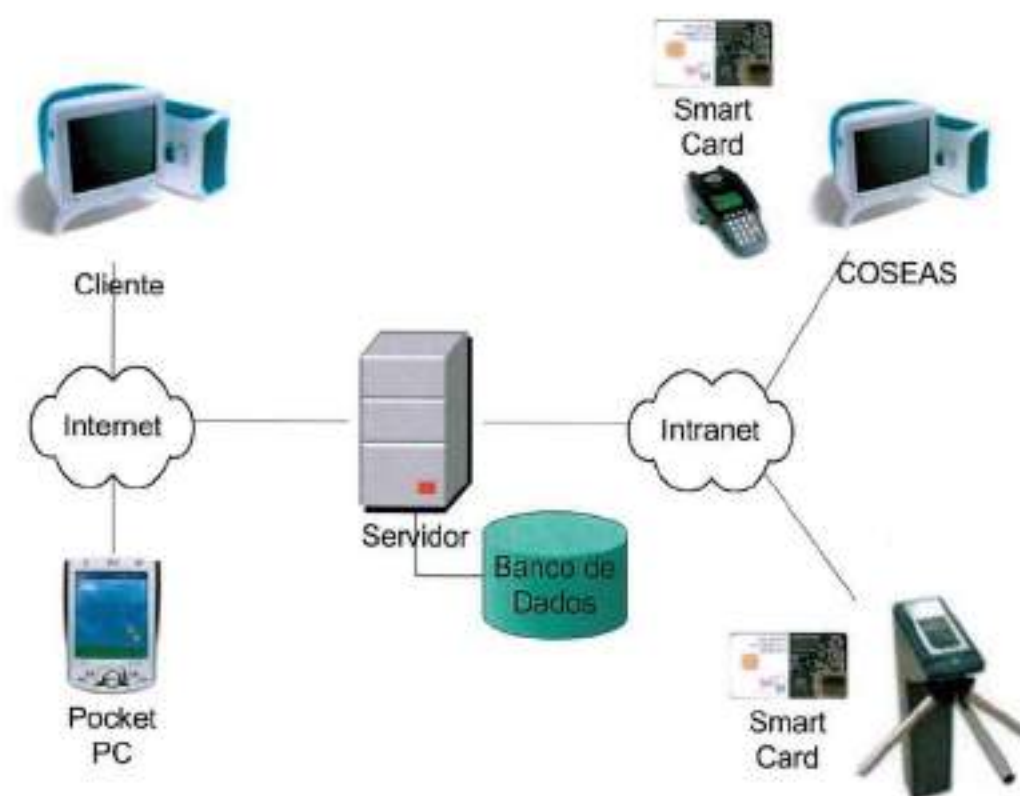 Smart
Card
Cliente
COSEAS
Internet
Intranet
Servidor
Banco de
Dados
Pocket
PC
Smart
Card